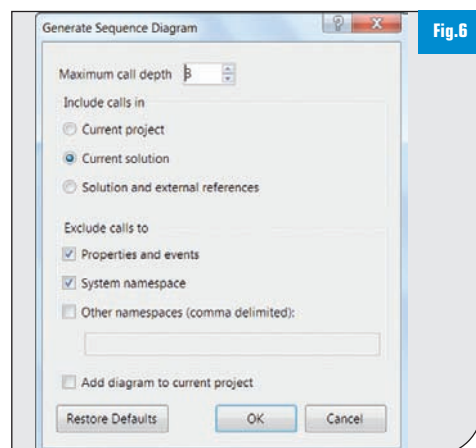 Fig.6
Generate Sequence Diagram
Maximum call depth 3
Include calls in
Current project
Current solution
Solution and external references
Exclude calls to
Properties and events
System namespace
Other namespaces (comma delimited):
Add diagram to current project
Restore Defaults OK Cancel